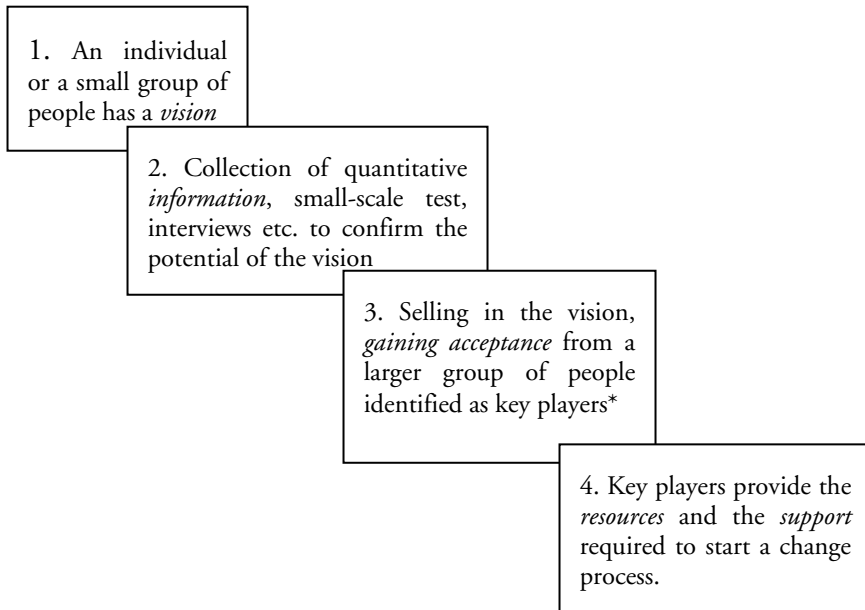 1. An individual
or a small group of
people has a vision
2. Collection of quantitative
information, small-scale test,
interviews etc. to confirm the
potential of the vision
3. Selling in the vision,
gaining acceptance from a
larger group of people
identified as key players*
4. Key players provide the
resources and the support
required to start a change
process.